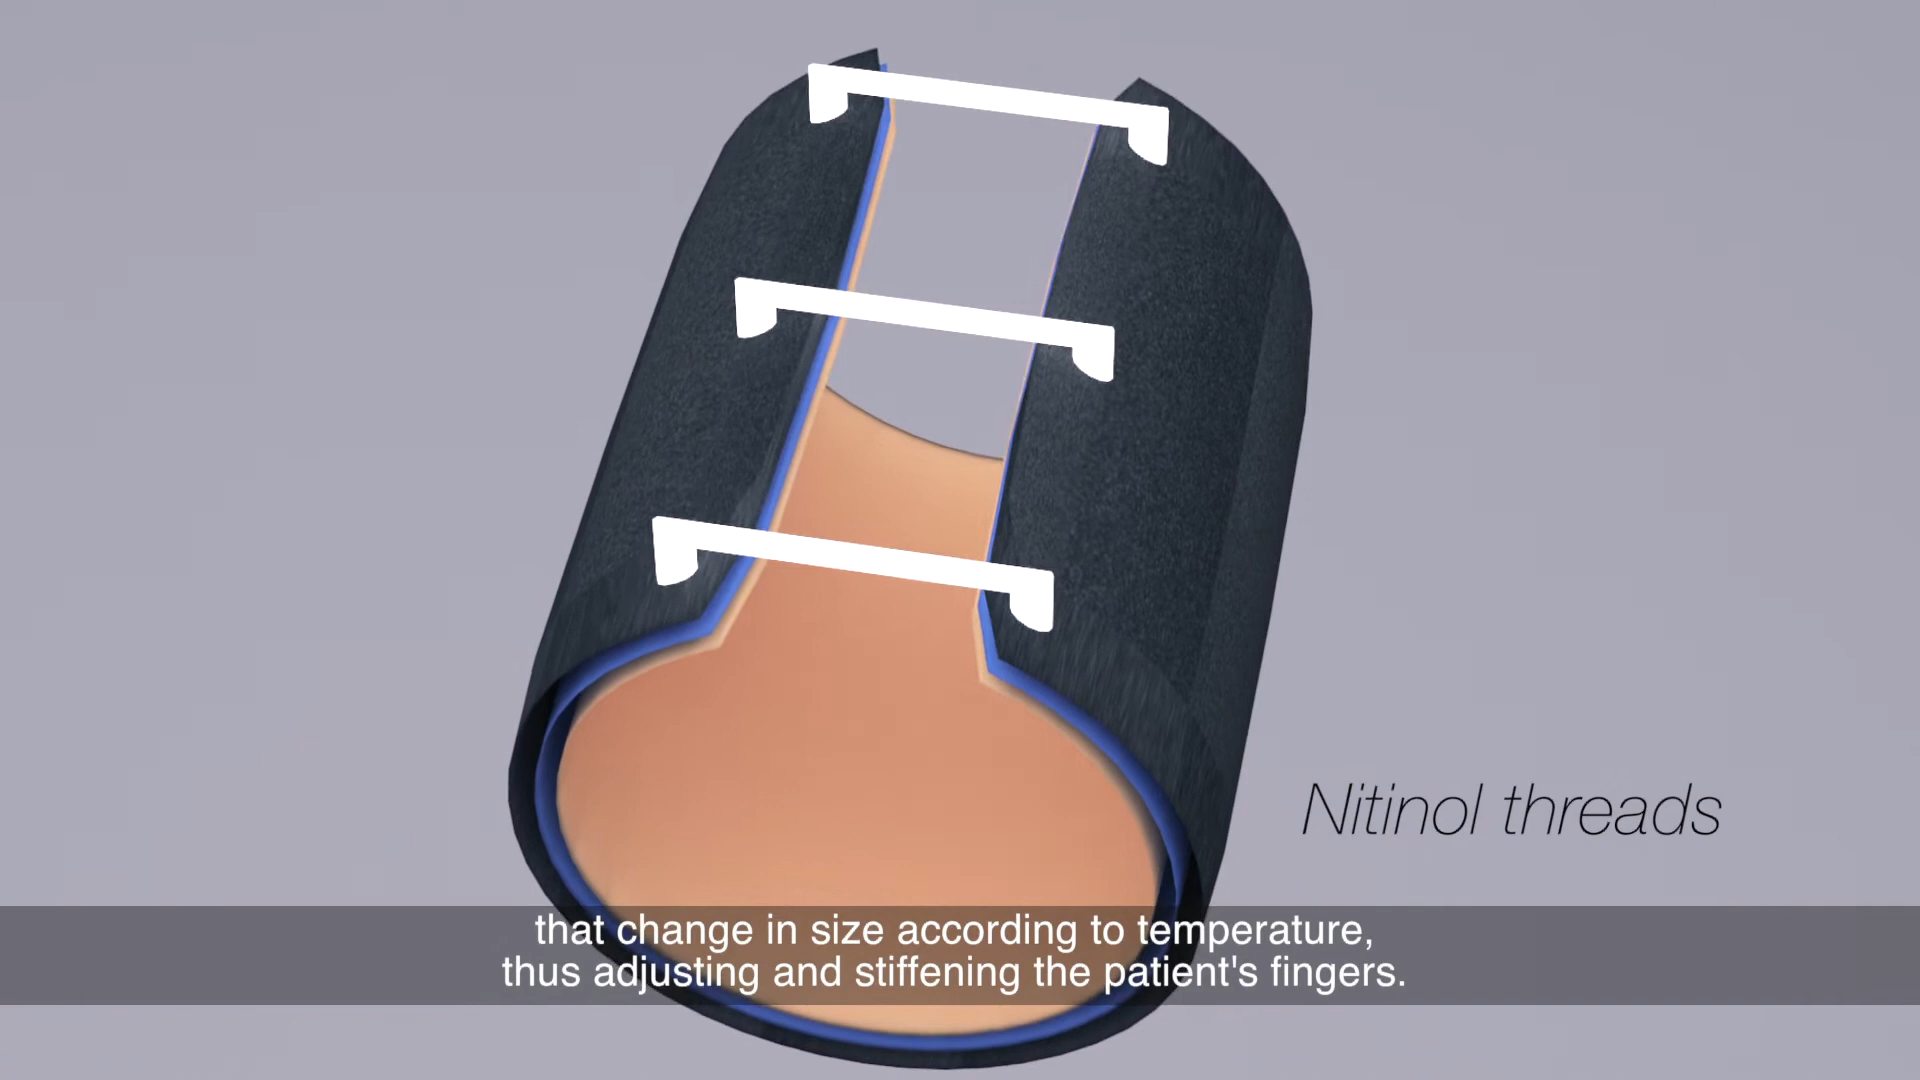 Nitinol threads
that change in size according to temperature,
thus adjusting and stiffening the patient's fingers.